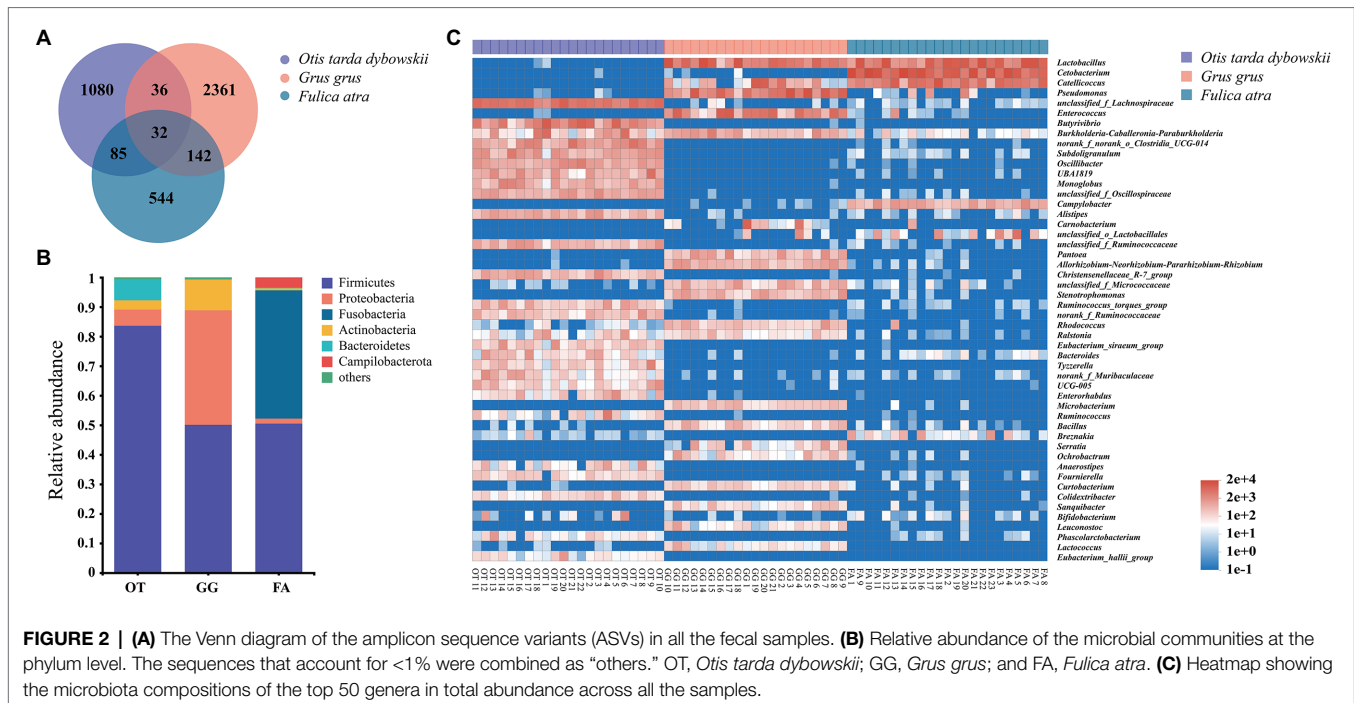 A
Otis tarda dybowskii
Grus grus
Fulica atra
1080
36
2361
32
85
142
544
B
Relative abundance
1
0.9
0.8
0.7
0.6
0.5
0.4
0.3
0.2
0.1
0
OT
GG
FA
Firmicutes
Proteobacteria
Fusobacteria
Actinobacteria
Bacteroidetes
Campilobacterota
others
C
Otis tarda dybowskii
Grus grus
Fulica atra
Lactobacillus
Cetobacterium
Catellicoccus
Pseudomonas
unclassified_f_Lachnospiraceae
Enterococcus
Butyrivibrio
Burkholderia-Caballeronia-Paraburkholderia
norank_f_norank_o_Clostridia_UCG-014
Subdoligranulum
Oscillibacter
UBA1819
Monoglobus
unclassified_f_Oscillospiraceae
Campylobacter
Alistipes
Carnobacterium
unclassified_o_Lactobacillales
unclassified_f_Ruminococcaceae
Pantoea
Allorhizobium-Neorhizobium-Pararhizobium-Rhizobium
Christensenellaceae_R-7_group
unclassified_f_Micrococcaceae
Stenotrophomonas
Ruminococcus_torques_group
norank_f_Ruminococcaceae
Rhodococcus
Ralstonia
Eubacterium_siraeum_group
Bacteroides
Tyzzerella
norank_f_Muribaculaceae
UCG-005
Enterorhabdus
Microbacterium
Ruminococcus
Bacillus
Breznakia
Serratia
Ochrobactrum
Anaerostipes
Fournierella
Curtobacterium
Colidextribacter
Sanquibacter
Bifidobacterium
Leuconostoc
Phascolarctobacterium
Lactococcus
Eubacterium_hallii_group
2e+4
2e+3
1e+2
1e+1
1e+0
1e-1
FIGURE 2 | (A) The Venn diagram of the amplicon sequence variants (ASVs) in all the fecal samples. (B) Relative abundance of the microbial communities at the
phylum level. The sequences that account for <1% were combined as “others.” OT, Otis tarda dybowskii; GG, Grus grus; and FA, Fulica atra. (C) Heatmap showing
the microbiota compositions of the top 50 genera in total abundance across all the samples.